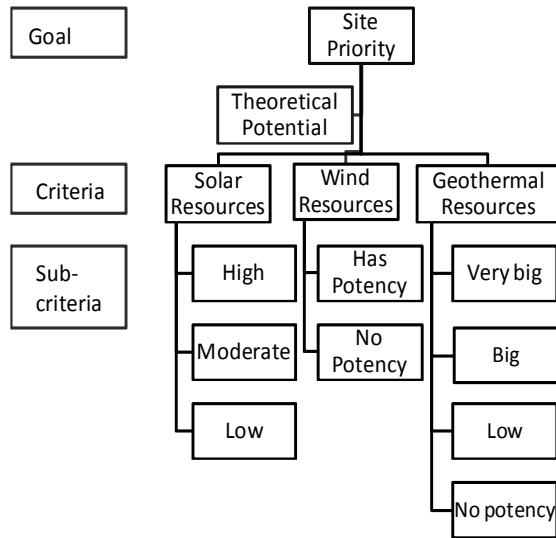 Goal
Site
Priority
Theoretical
Potential
Criteria
Solar
Resources
Wind
Resources
Geothermal
Resources
Sub-
criteria
High
Has
Potency
Very big
Moderate
No
Potency
Big
Low
Low
No potency